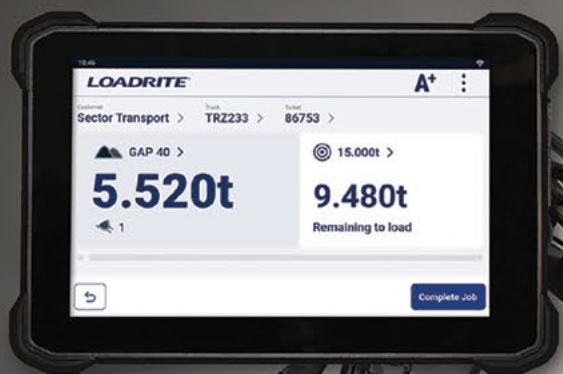 10:46
LOADRITE
A+
Customer
Truck
Ticket
Sector Transport >
TRZ233 >
86753 >
GAP 40 >
5.520t
1
15.000t >
9.480t
Remaining to load
Complete Job